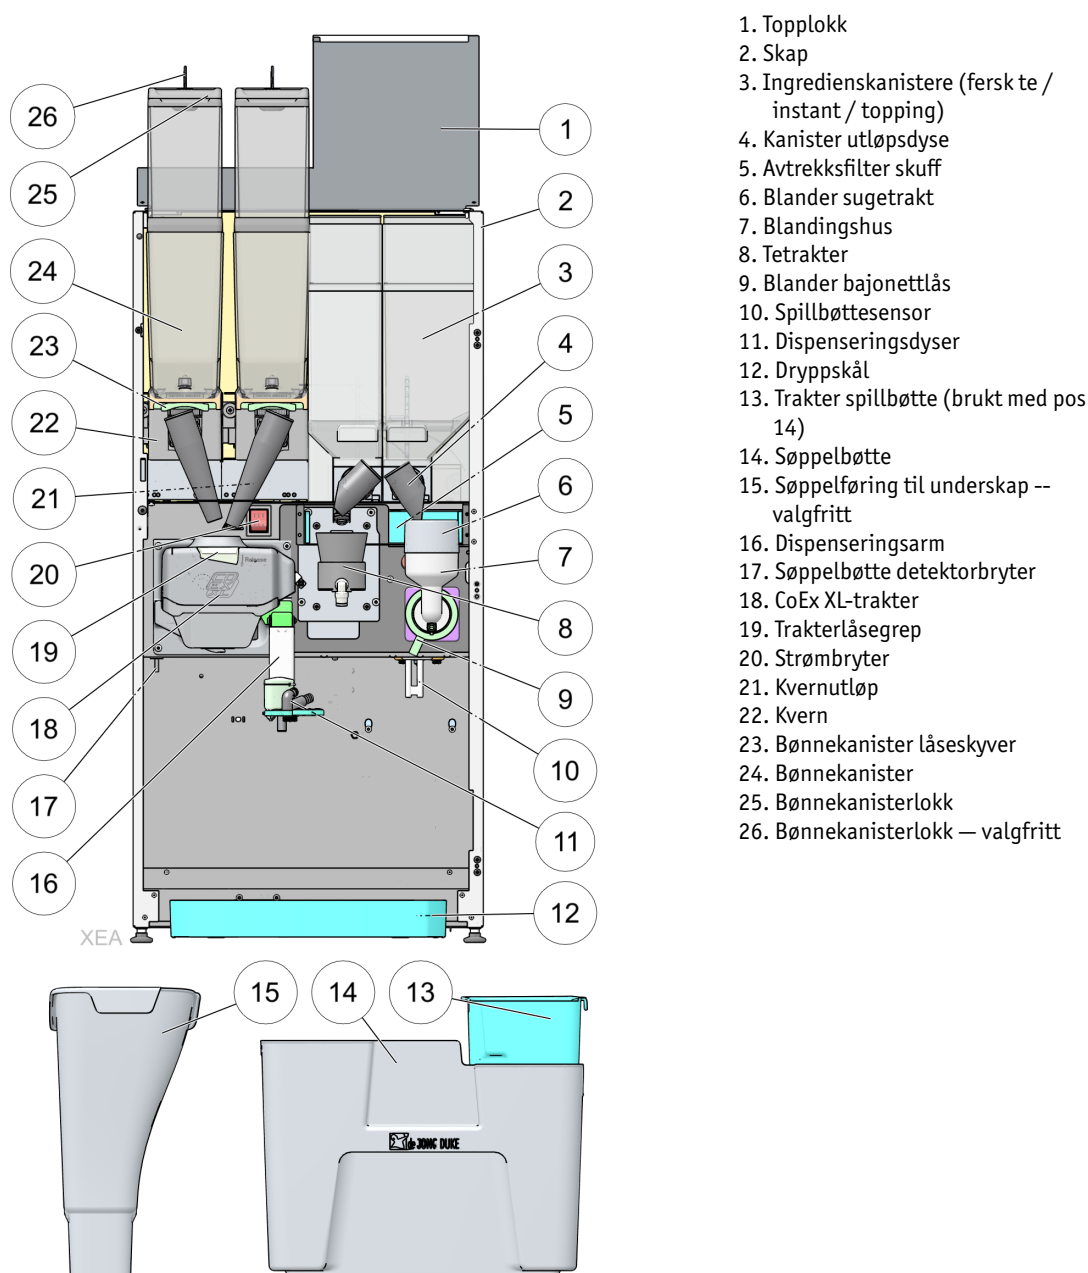 1. Topplokk
2. Skap
3. Ingredienskanistere (fersk te /
instant / topping)
4. Kanister utløpsdyse
5. Avtrekksfilter skuff
6. Blander sugetrakt
7. Blandingshus
8. Tetrakter
9. Blander bajonettlås
10. Spillbøttesensor
11. Dispenseringsdyser
12. Dryppskål
13. Trakter spillbøtte (brukt med pos
14)
14. Søppelbøtte
15. Søppelføring til underskap --
valgfritt
16. Dispenseringsarm
17. Søppelbøtte detektorbryter
18. CoEx XL-trakter
19. Trakterlåsegrep
20. Strømbryter
21. Kvernutløp
22. Kvern
23. Bønnekanister låseskyver
24. Bønnekanister
25. Bønnekanisterlokk
26. Bønnekanisterlokk — valgfritt
26
25
24
23
22
21
20
19
18
17
16
1
2
3
4
5
6
7
8
9
10
11
12
XEA
15
14
13
de JONG DUKE